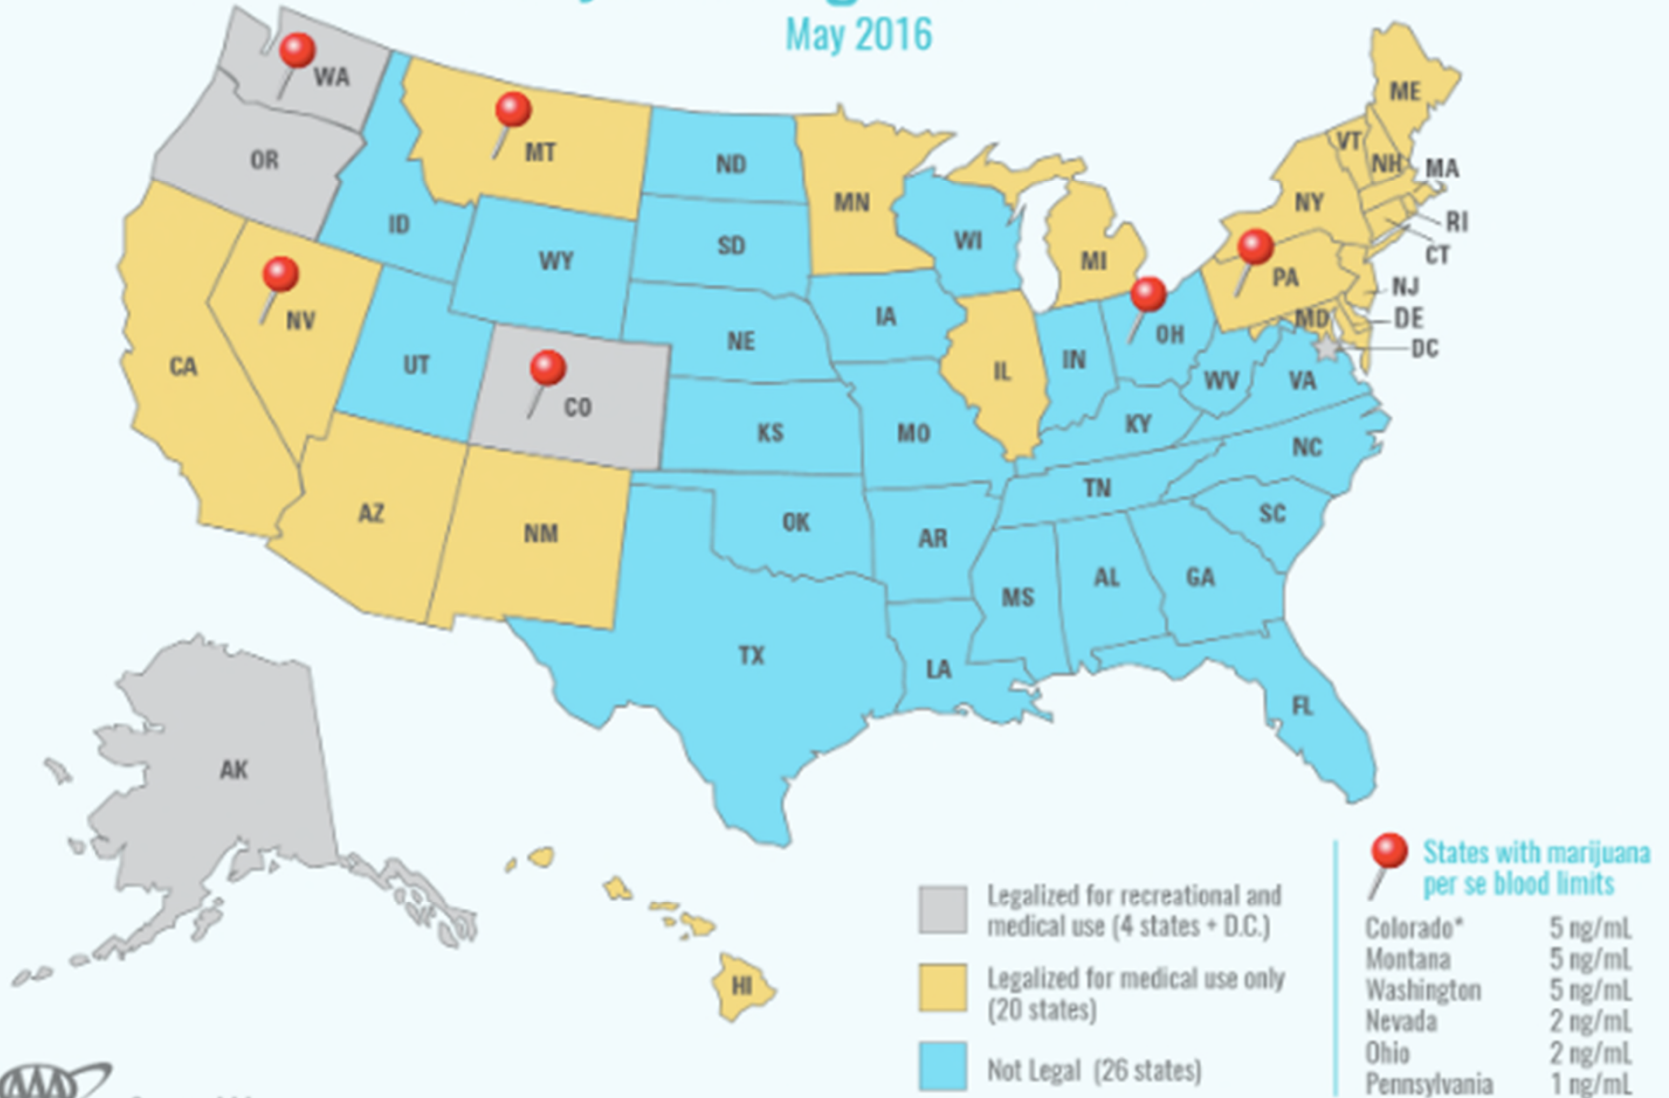 May 2016
WA
MT
ME
OR
ND
VT
NH
MA
MN
NY
ID
SD
WI
RI
WY
MI
PA
CT
NJ
NV
IA
OH
MD
DE
NE
DC
CA
UT
IL
IN
CO
WV
VA
KS
MO
KY
NC
AZ
NM
OK
TN
AR
SC
MS
AL
GA
TX
LA
FL
AK
HI
Legalized for recreational and
medical use (4 states + D.C.)
Legalized for medical use only
(20 states)
Not Legal (26 states)
States with marijuana
per se blood limits
Colorado* 5 ng/mL
Montana 5 ng/mL
Washington 5 ng/mL
Nevada 2 ng/mL
Ohio 2 ng/mL
Pennsylvania 1 ng/mL
AAA